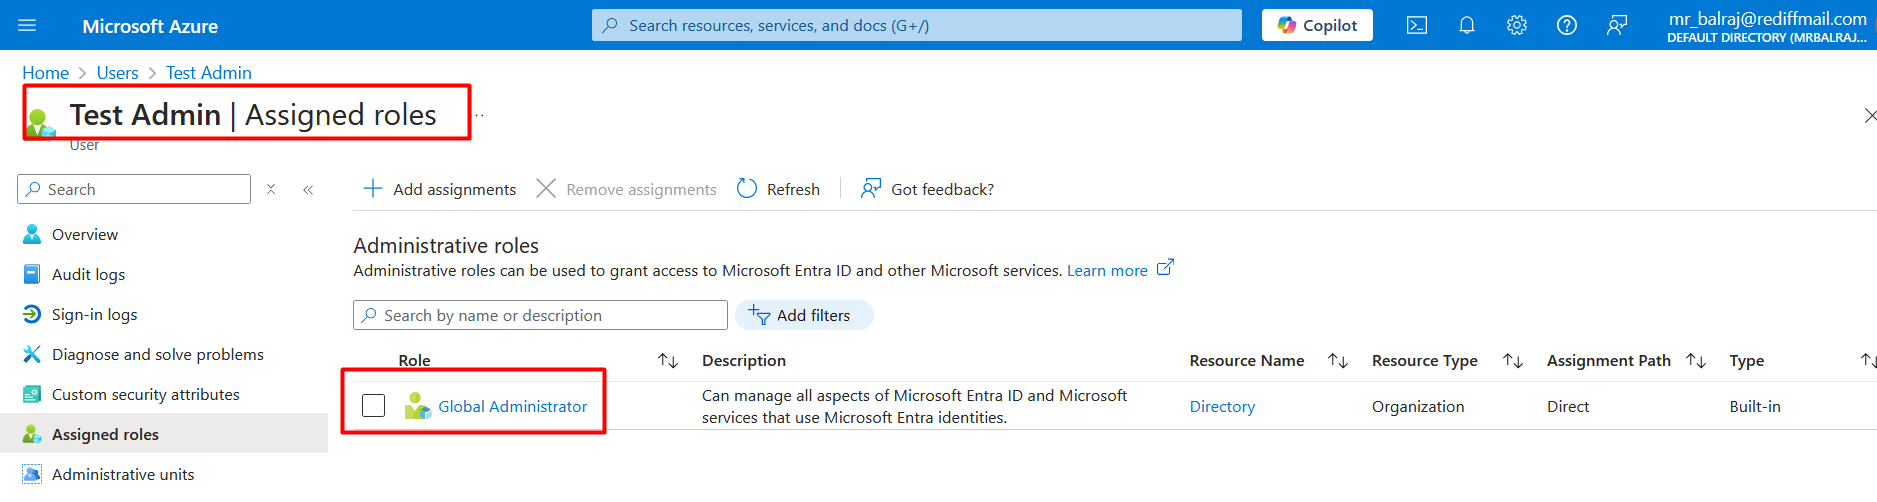 Microsoft Azure
Search resources, services, and docs (G+/)
Copilot
mr_balraj@rediffmail.com
DEFAULT DIRECTORY (MRBALRAJ...
Home > Users > Test Admin
Test Admin | Assigned roles ...
User
Search
Add assignments Remove assignments Refresh Got feedback?
Overview
Audit logs
Sign-in logs
Diagnose and solve problems
Custom security attributes
Assigned roles
Administrative units
Administrative roles
Administrative roles can be used to grant access to Microsoft Entra ID and other Microsoft services. Learn more
Search by name or description
Add filters
Role Description Resource Name Resource Type Assignment Path Type
Global Administrator
Can manage all aspects of Microsoft Entra ID and Microsoft
services that use Microsoft Entra identities.
Directory Organization Direct Built-in